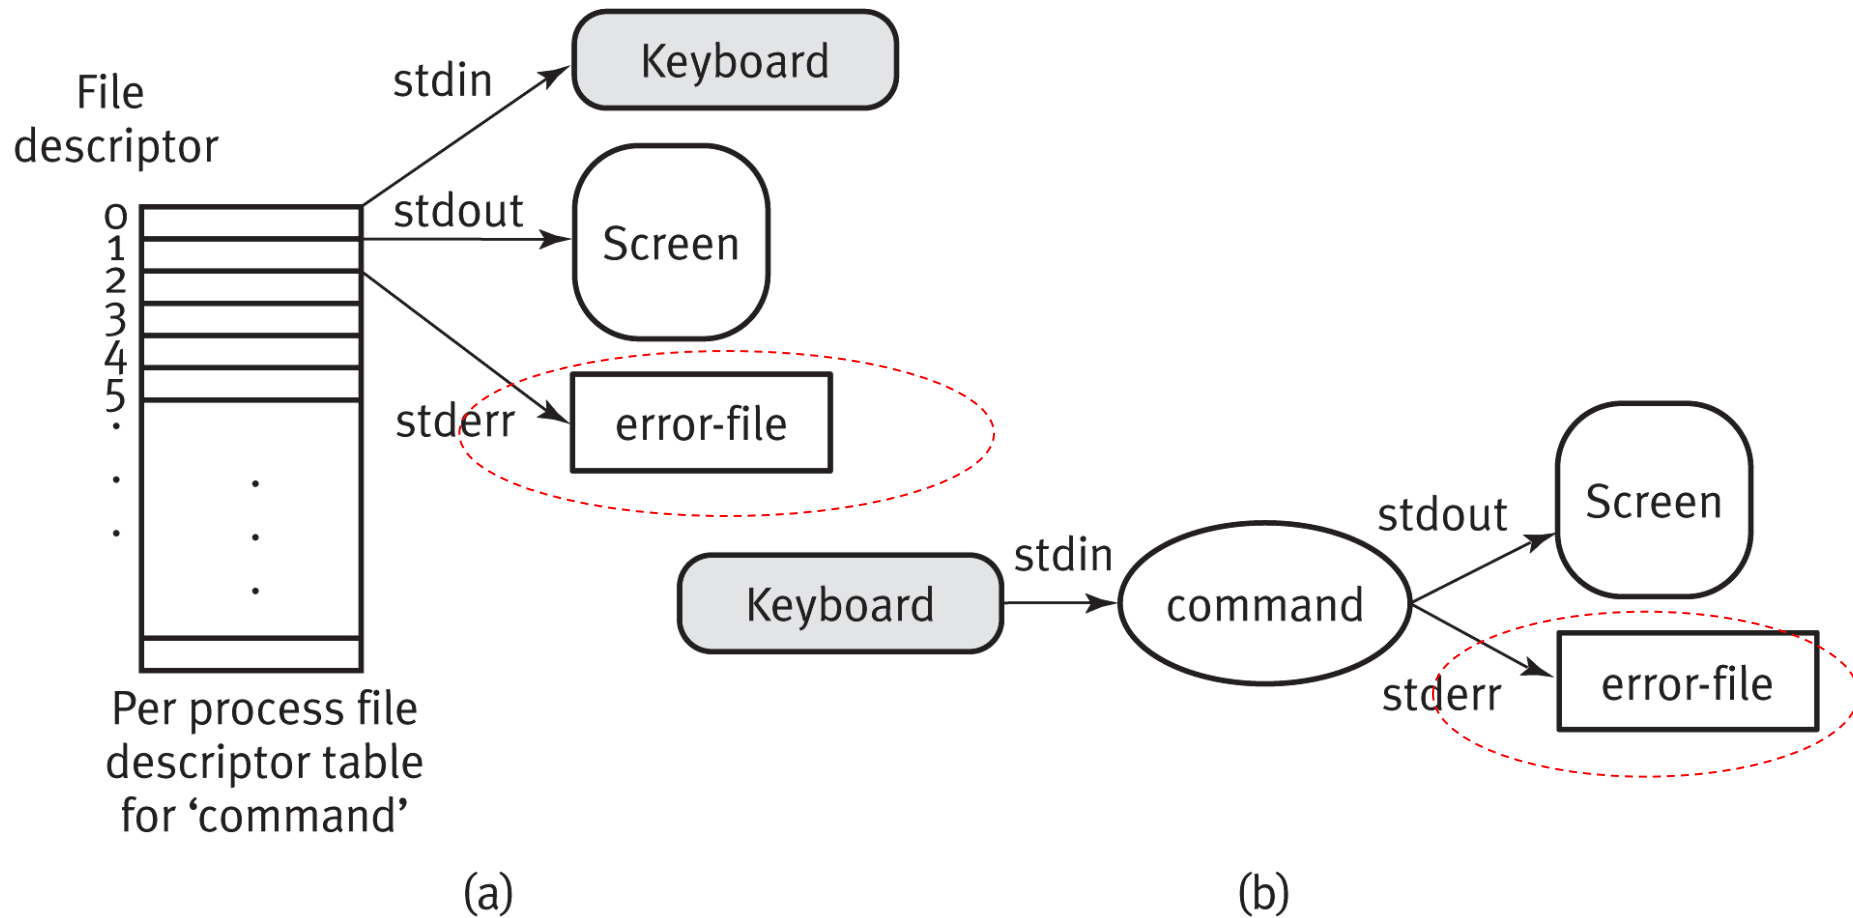 File
descriptor
0
1
2
3
4
5
stdin
Keyboard
stdout
Screen
stderr
error-file
Per process file
descriptor table
for ‘command’
(a)
Keyboard
stdin
command
stdout
Screen
stderr
error-file
(b)